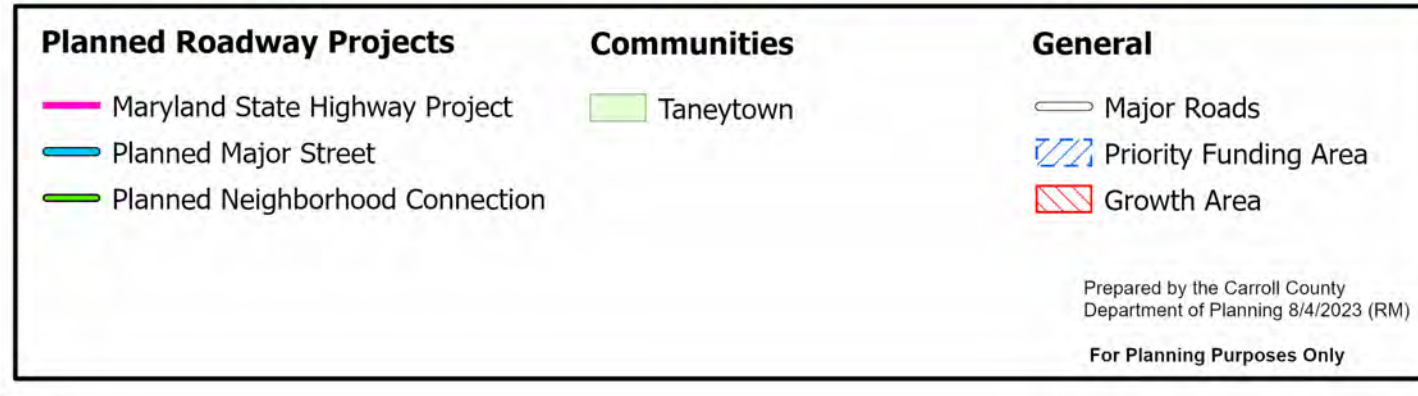 Planned Roadway Projects
Maryland State Highway Project
Planned Major Street
Planned Neighborhood Connection
Communities
Taneytown
General
Major Roads
Priority Funding Area
Growth Area
Prepared by the Carroll County
Department of Planning 8/4/2023 (RM)
For Planning Purposes Only